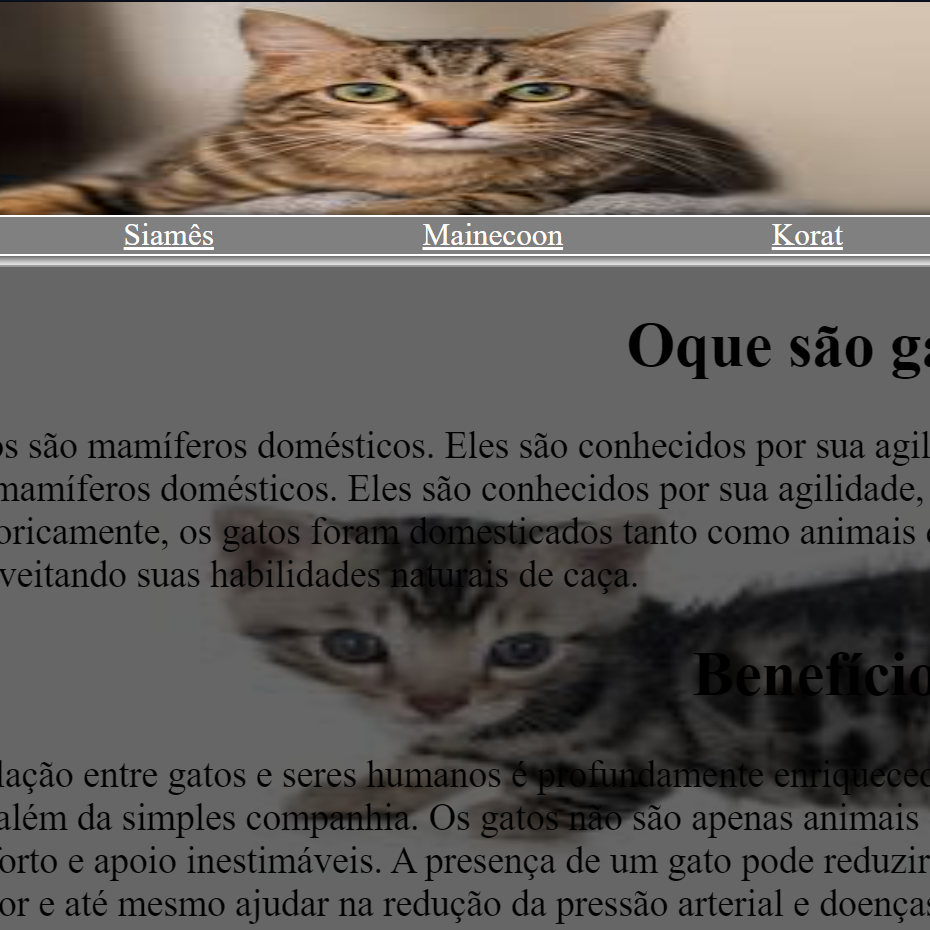 Siamês Mainecoon Korat
Oque são ga
os são mamíferos domésticos. Eles são conhecidos por sua agil
mamíferos domésticos. Eles são conhecidos por sua agilidade,
oricamente, os gatos foram domesticados tanto como animais
veitando suas habilidades naturais de caça.
Benefício
lação entre gatos e seres humanos é profundamente enriqueced
além da simples companhia. Os gatos não são apenas animais
forto e apoio inestimáveis. A presença de um gato pode reduzir
or e até mesmo ajudar na redução da pressão arterial e doenças